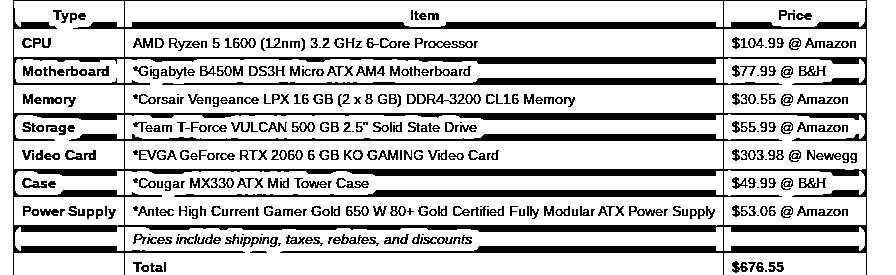 Type Item Price
CPU AMD Ryzen 5 1600 (12nm) 3.2 GHz 6-Core Processor $104.99 @ Amazon
Motherboard *Gigabyte B450M DS3H Micro ATX AM4 Motherboard $77.99 @ B&H
Memory *Corsair Vengeance LPX 16 GB (2 x 8 GB) DDR4-3200 CL16 Memory $30.55 @ Amazon
Storage *Team T-Force VULCAN 500 GB 2.5" Solid State Drive $55.99 @ Amazon
Video Card *EVGA GeForce RTX 2060 6 GB KO GAMING Video Card $303.98 @ Newegg
Case *Cougar MX330 ATX Mid Tower Case $49.99 @ B&H
Power Supply *Antec High Current Gamer Gold 650 W 80+ Gold Certified Fully Modular ATX Power Supply $53.06 @ Amazon
Prices include shipping, taxes, rebates, and discounts
Total $676.55